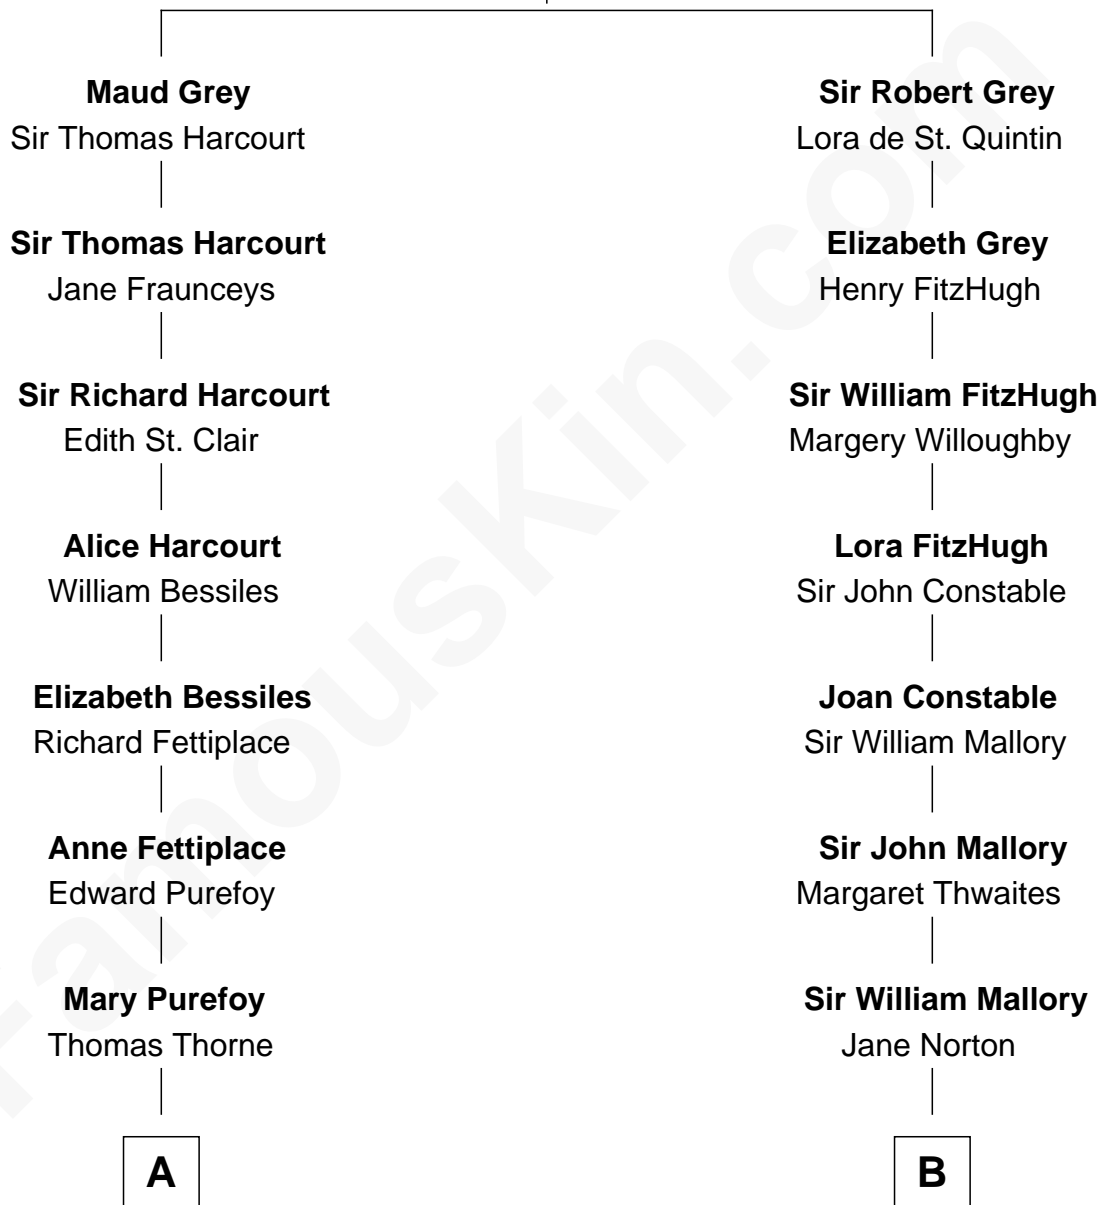 Maud Grey
Sir Thomas Harcourt
Sir Thomas Harcourt
Jane Fraunceys
Sir Richard Harcourt
Edith St. Clair
Alice Harcourt
William Bessiles
Elizabeth Bessiles
Richard Fettiplace
Anne Fettiplace
Edward Purefoy
Mary Purefoy
Thomas Thorne
A
Sir Robert Grey
Lora de St. Quintin
Elizabeth Grey
Henry FitzHugh
Sir William FitzHugh
Margery Willoughby
Lora FitzHugh
Sir John Constable
Joan Constable
Sir William Mallory
Sir John Mallory
Margaret Thwaites
Sir William Mallory
Jane Norton
B
FamousKin.com